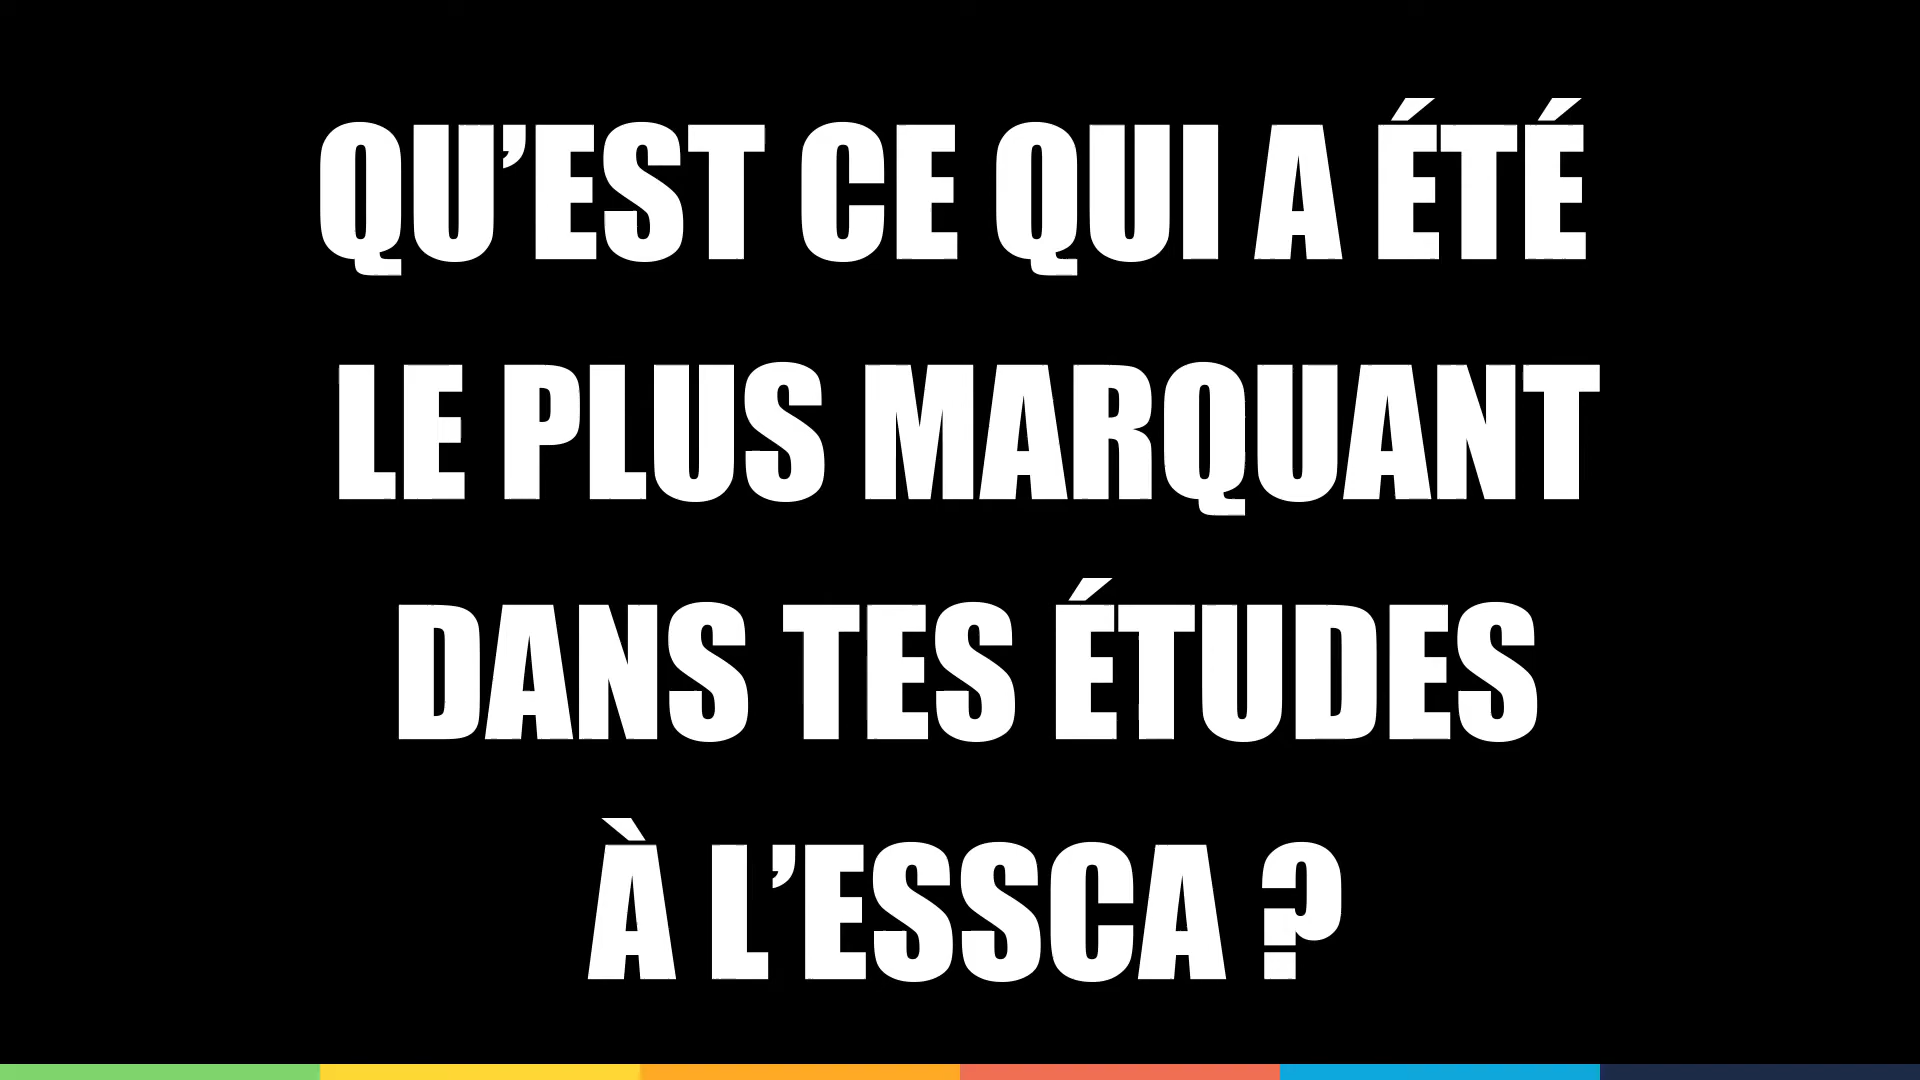 QU’EST CE QUI A ÉTÉ
LE PLUS MARQUANT
DANS TES ÉTUDES
À L’ESSCA ?